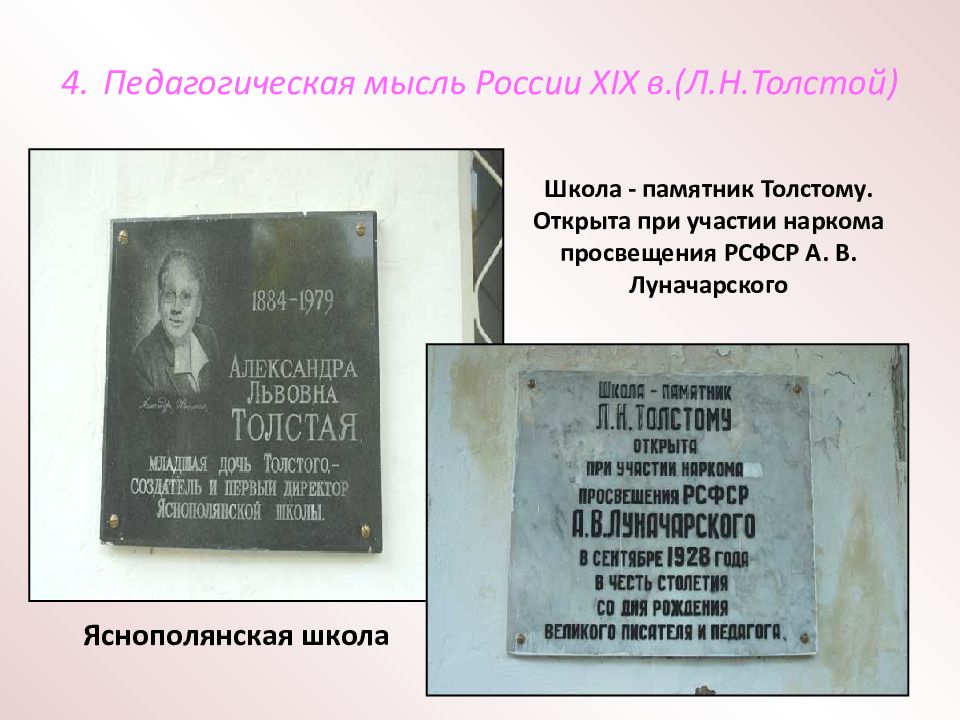 4. Педагогическая мысль России XIX в.(Л.Н.Толстой)
Школа - памятник Толстому.
Открыта при участии наркома
просвещения РСФСР А. В.
Луначарского
1884-1979
Александра
Львовна
Толстая
младшая дочь Толстого,-
создатель и первый директор
Яснополянской школы.
Школа - памятник
Л.Н.Толстому
открыта
при участии наркома
просвещения РСФСР
А.В.Луначарского
в сентябре 1928 года
в честь столетия
со дня рождения
великого писателя и педагога.
Яснополянская школа